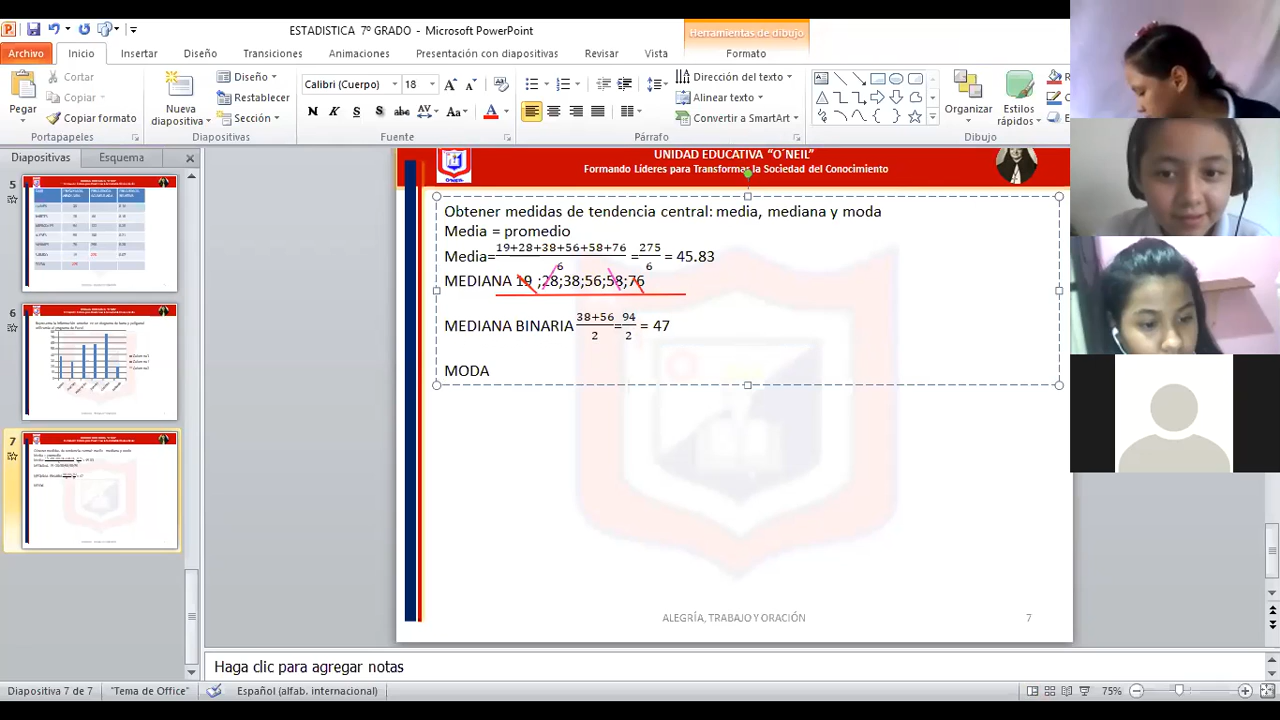 ESTADISTICA 7º GRADO - Microsoft PowerPoint
Herramientas de dibujo
Archivo Inicio Insertar Diseño Transiciones Animaciones Presentación con diapositivas Revisar Vista Formato
Pegar
Cortar
Copiar
Copiar formato
Portapapeles
Nueva diapositiva
Diseño
Restablecer
Sección
Diapositivas
Calibri (Cuerpo) 18
N K S abc AV Aa A
Fuente
Párrafo
Dirección del texto
Alinear texto
Convertir a SmartArt
Organizar
Estilos rápidos
Dibujo
Diapositivas Esquema
5
6
7
UNIDAD EDUCATIVA “O´NEIL”
Formando Líderes para Transformar la Sociedad del Conocimiento
Obtener medidas de tendencia central: media, mediana y moda
Media = promedio
Media= 19+28+38+56+58+76 / 6 = 275 / 6 = 45.83
MEDIANA 19 ;28;38;56;58;76
MEDIANA BINARIA 38+56 / 2 = 94 / 2 = 47
MODA
ALEGRÍA, TRABAJO Y ORACIÓN 7
Haga clic para agregar notas
Diapositiva 7 de 7 "Tema de Office" Español (alfab. internacional) 75%